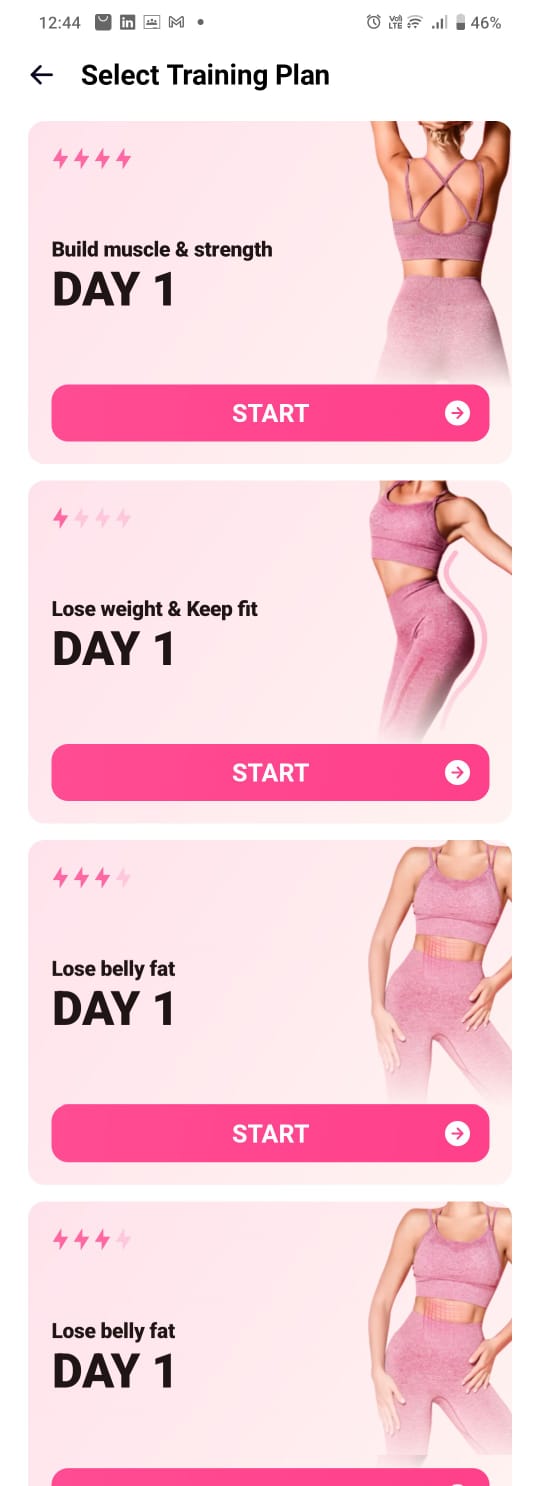 12:44
in
Vo)) LTE
46%
Select Training Plan
Build muscle & strength
DAY 1
START
Lose weight & Keep fit
DAY 1
START
Lose belly fat
DAY 1
START
Lose belly fat
DAY 1